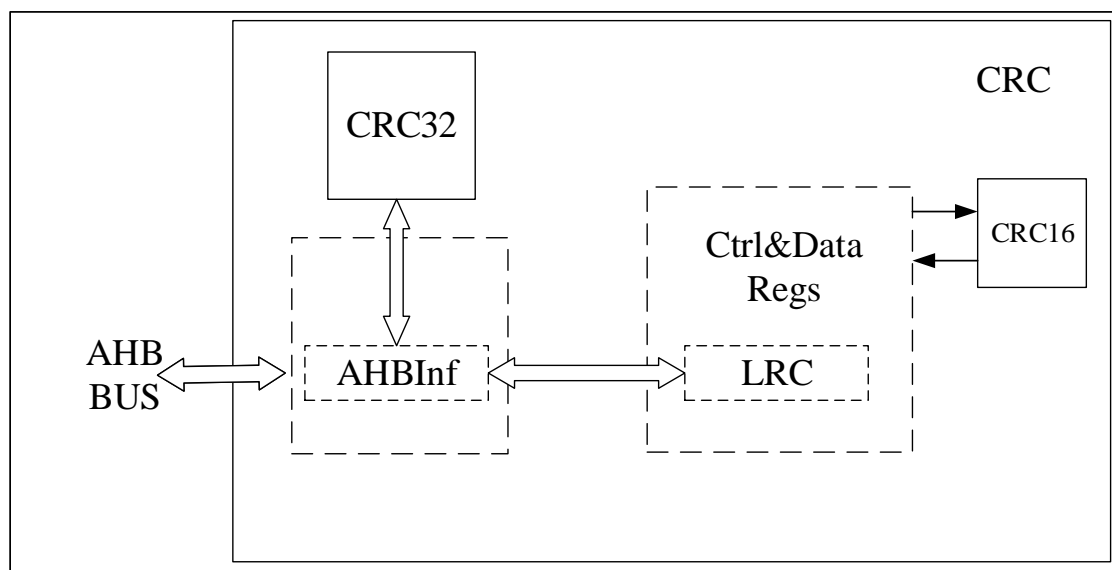 CRC
CRC32
CRC16
Ctrl&Data
Regs
AHB
BUS
AHBInf
LRC